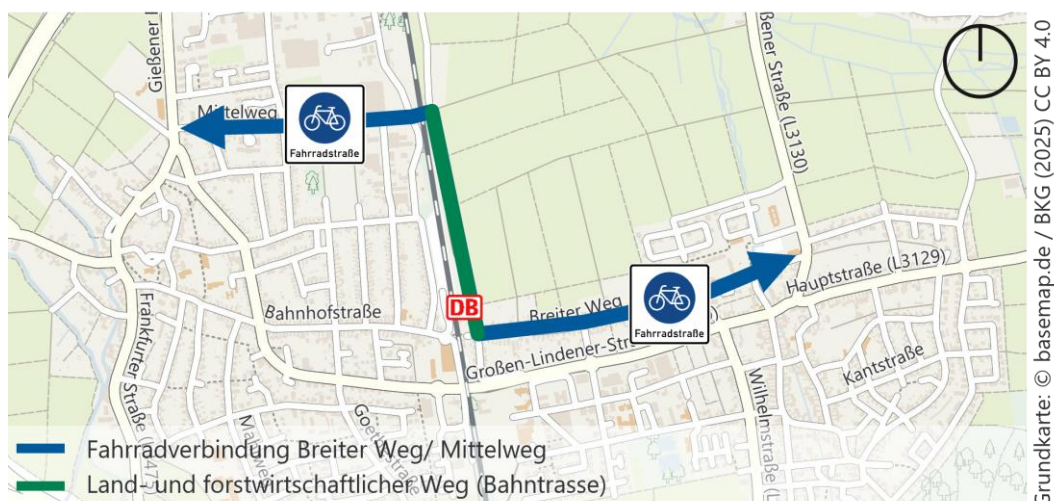 Gießener
ßener Straße (L3130)
Mittelweg
Fahrradstraße
Hauptstraße (L3129)
DB
Breiter Weg
Fahrradstraße
Bahnhofstraße
Großen-Lindener-Str
Frankfurter Straße
Kantstraße
Wilhelmstraße
Fahrradverbindung Breiter Weg/ Mittelweg
Land- und forstwirtschaftlicher Weg (Bahntrasse)
Grundkarte: © basemap.de / BKG (2025) CC BY 4.0